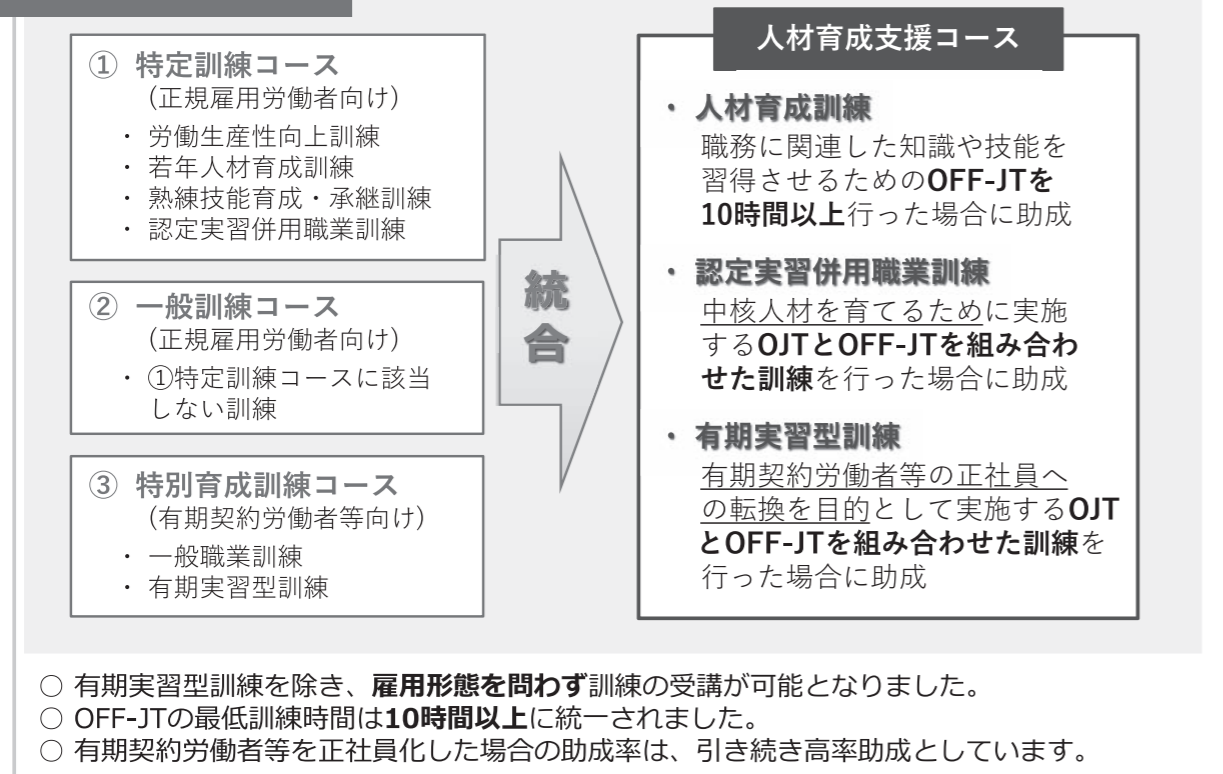 ① 特定訓練コース
(正規雇用労働者向け)
・ 労働生産性向上訓練
・ 若年人材育成訓練
・ 熟練技能育成・承継訓練
・ 認定実習併用職業訓練
② 一般訓練コース
(正規雇用労働者向け)
・ ①特定訓練コースに該当
しない訓練
③ 特別育成訓練コース
(有期契約労働者等向け)
・ 一般職業訓練
・ 有期実習型訓練
統
合
人材育成支援コース
・ 人材育成訓練
職務に関連した知識や技能を
習得させるためのOFF-JTを
10時間以上行った場合に助成
・ 認定実習併用職業訓練
中核人材を育てるために実施
するOJTとOFF-JTを組み合わ
せた訓練を行った場合に助成
・ 有期実習型訓練
有期契約労働者等の正社員へ
の転換を目的として実施するOJT
とOFF-JTを組み合わせた訓練を
行った場合に助成
○ 有期実習型訓練を除き、雇用形態を問わず訓練の受講が可能となりました。
○ OFF-JTの最低訓練時間は10時間以上に統一されました。
○ 有期契約労働者等を正社員化した場合の助成率は、引き続き高率助成としています。